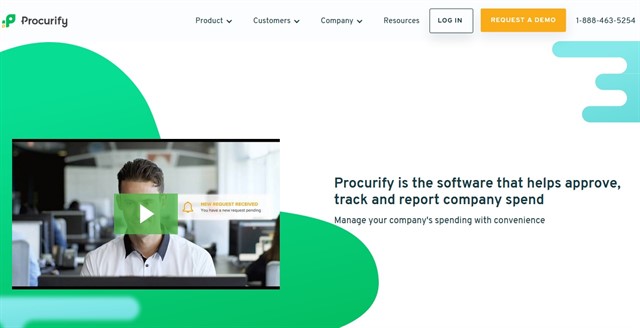 Procurify
Product
Customers
Company
Resources
LOG IN
REQUEST A DEMO
1-888-463-5254
NEW REQUEST RECEIVED
You have a new request pending
Procurify is the software that helps approve,
track and report company spend
Manage your company's spending with convenience